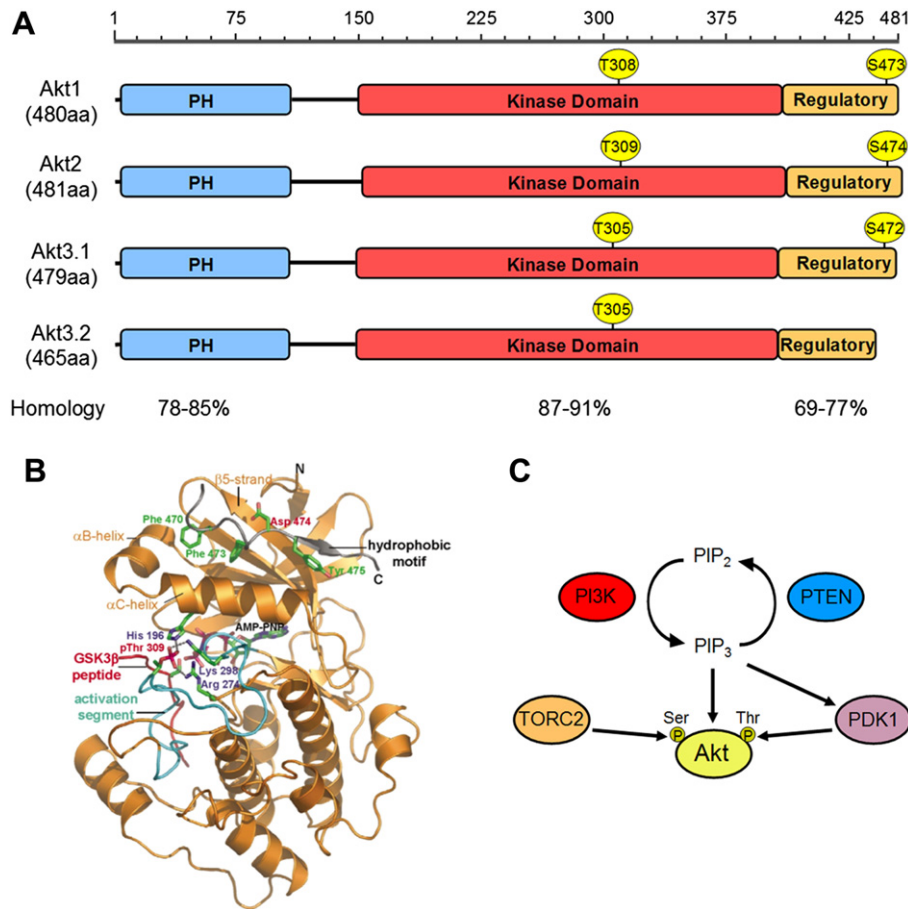 A
1 75 150 225 300 375 425 481
T308 S473
Akt1
(480aa)
PH Kinase Domain Regulatory
T309 S474
Akt2
(481aa)
PH Kinase Domain Regulatory
T305 S472
Akt3.1
(479aa)
PH Kinase Domain Regulatory
T305
Akt3.2
(465aa)
PH Kinase Domain Regulatory
Homology 78-85% 87-91% 69-77%
B
N
β5-strand
Phe 470
Asp 474
αB-helix
Phe 473
hydrophobic
motif
Tyr 475
C
αC-helix
AMP-PNP
His 196
pThr 309
GSK3β
peptide
Lys 298
Arg 274
activation
segment
C
PIP2
PI3K PTEN
PIP3
TORC2 Ser Thr PDK1
P P
Akt